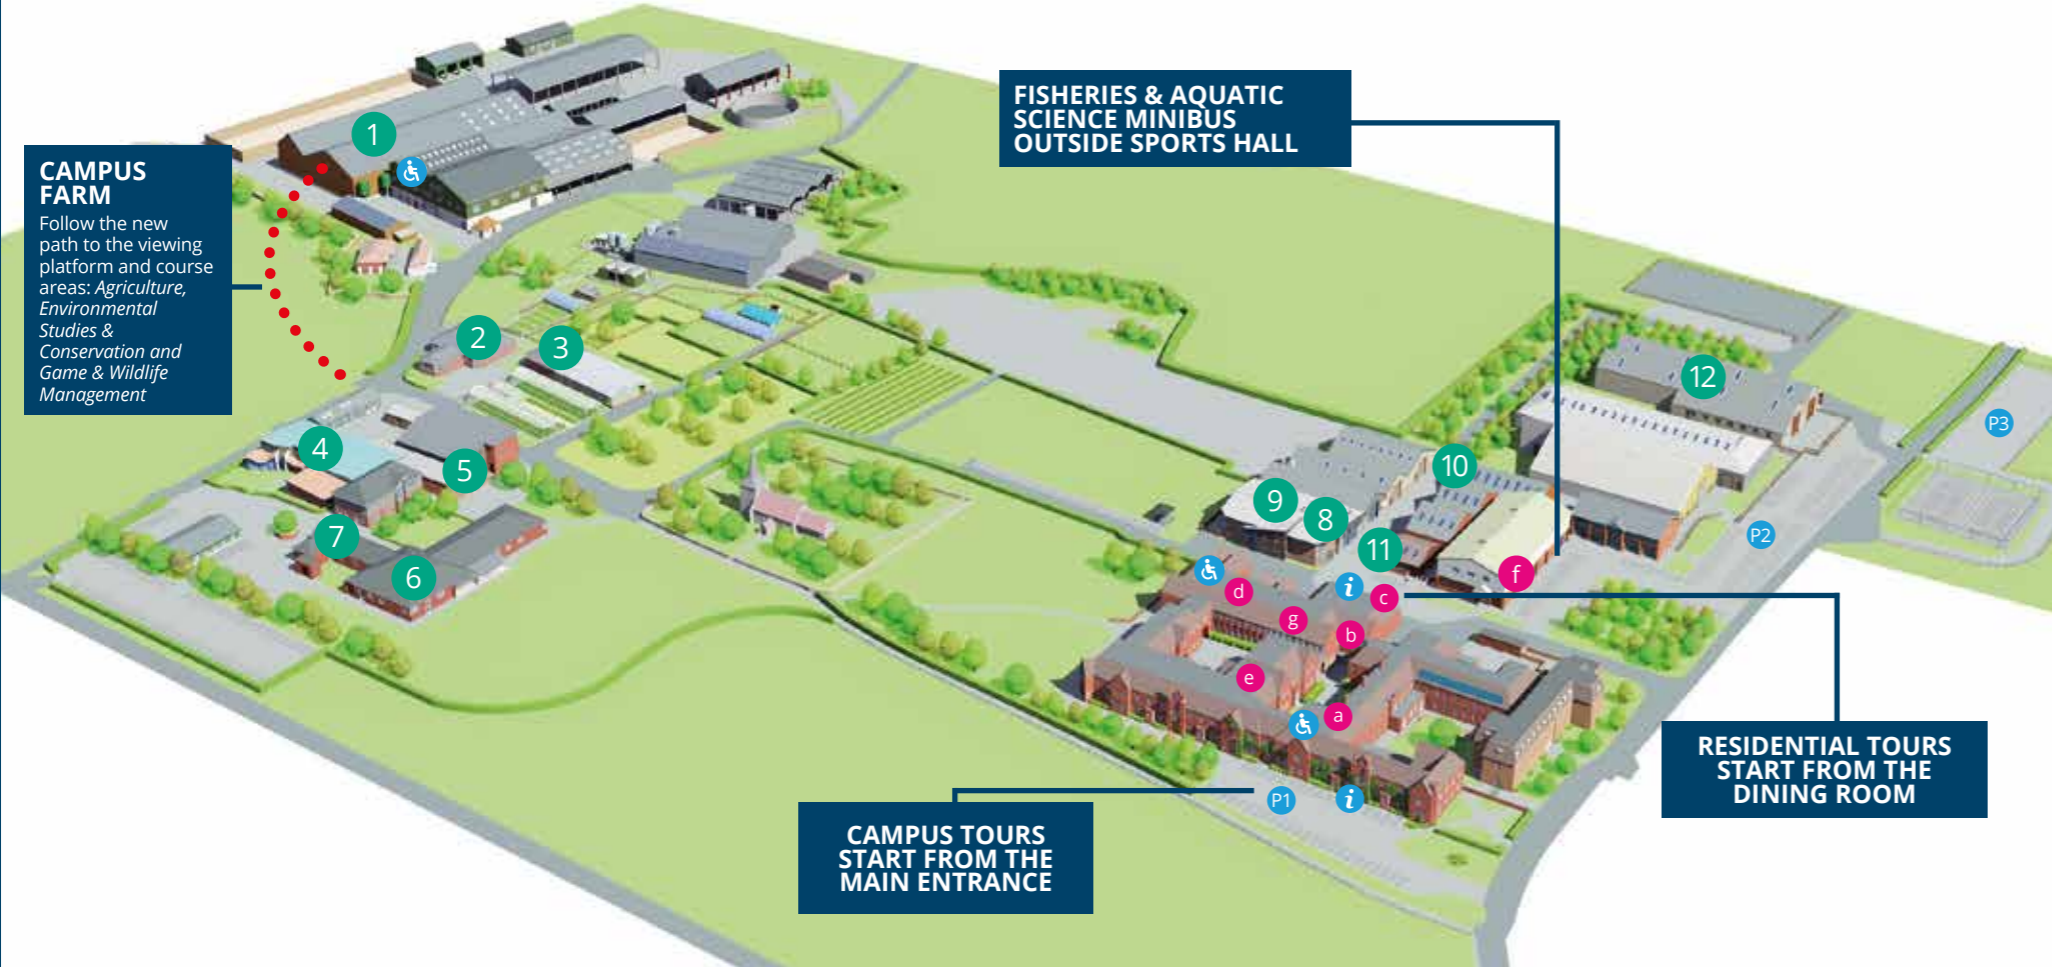 FISHERIES & AQUATIC
SCIENCE MINIBUS
OUTSIDE SPORTS HALL
1
CAMPUS
FARM
Follow the new
path to the viewing
platform and course
areas: Agriculture,
Environmental
Studies &
Conservation and
Game & Wildlife
Management
2
3
12
P3
4
5
10
9
8
7
11
P2
6
f
i
d
c
g
b
e
a
P1
i
RESIDENTIAL TOURS
START FROM THE
DINING ROOM
CAMPUS TOURS
START FROM THE
MAIN ENTRANCE